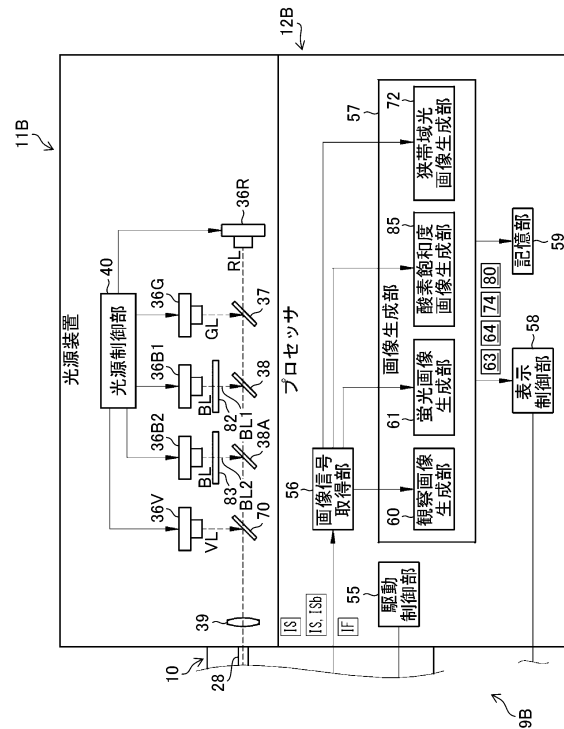 11B
光源装置
40
光源制御部
36V
36B2
36B1
36G
36R
VL
BL
BL
GL
RL
83
82
BL2
BL1
39
70
38A
38
37
10
28
12B
プロセッサ
IS
IS, ISb
IF
56
画像信号
取得部
57
画像生成部
60
観察画像
生成部
61
蛍光画像
生成部
85
酸素飽和度
画像生成部
72
狭帯域光
画像生成部
55
駆動
制御部
63
64
74
80
58
表示
制御部
記憶部
59
9B